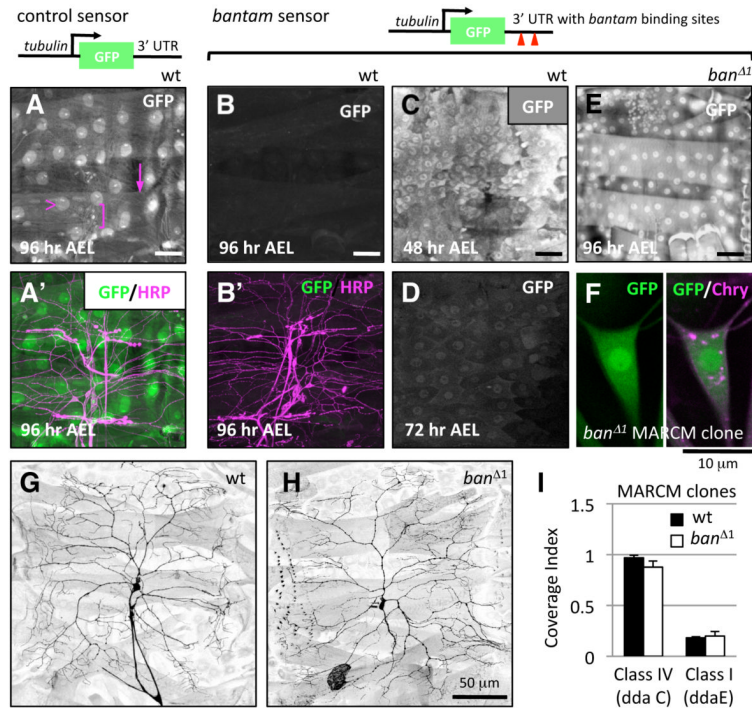 control sensor
bantam sensor
tubulin
GFP
3' UTR
tubulin
GFP
3' UTR with bantam binding sites
wt
wt
wt
banΔ1
A
GFP
96 hr AEL
B
GFP
96 hr AEL
C
GFP
48 hr AEL
E
GFP
96 hr AEL
A'
GFP/HRP
96 hr AEL
B'
GFP HRP
96 hr AEL
D
GFP
72 hr AEL
F
GFP
GFP/Chry
banΔ1 MARCM clone
10 μm
G
wt
H
banΔ1
50 μm
I
MARCM clones
wt
banΔ1
Coverage Index
1.5
1
0.5
0
Class IV
(dda C)
Class I
(ddaE)